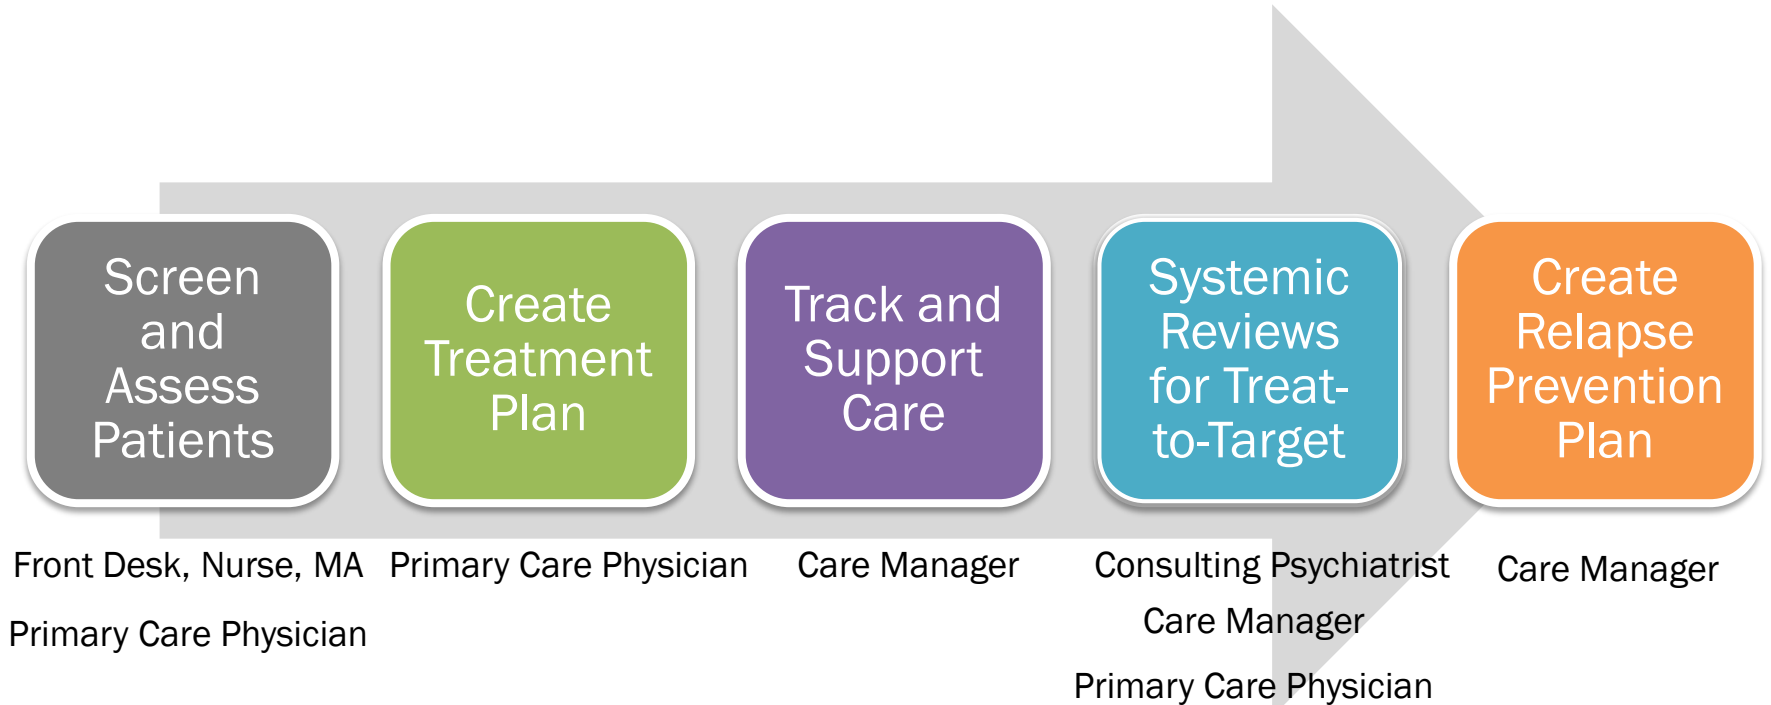 Screen
and
Assess
Patients
Create
Treatment
Plan
Track and
Support
Care
Systemic
Reviews
for Treat-
to-Target
Create
Relapse
Prevention
Plan
Front Desk, Nurse, MA
Primary Care Physician
Primary Care Physician
Care Manager
Consulting Psychiatrist
Care Manager
Primary Care Physician
Care Manager